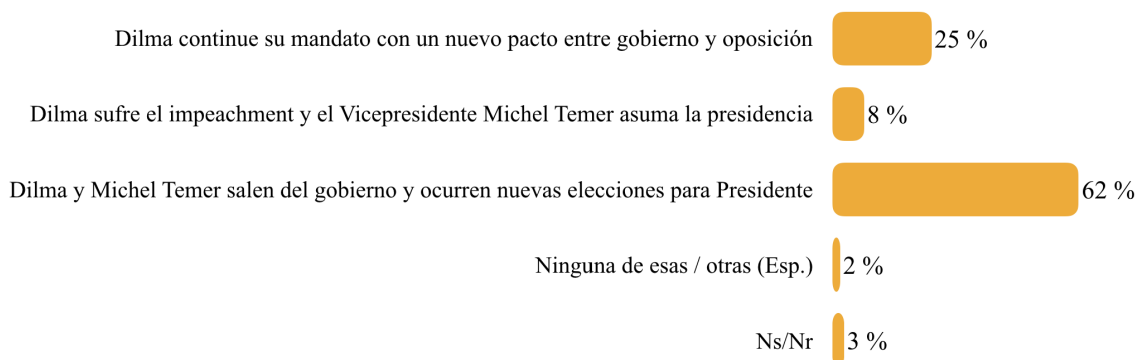 Dilma continue su mandato con un nuevo pacto entre gobierno y oposición 25 %
Dilma sufre el impeachment y el Vicepresidente Michel Temer asuma la presidencia 8 %
Dilma y Michel Temer salen del gobierno y ocurren nuevas elecciones para Presidente 62 %
Ninguna de esas / otras (Esp.) 2 %
Ns/Nr 3 %